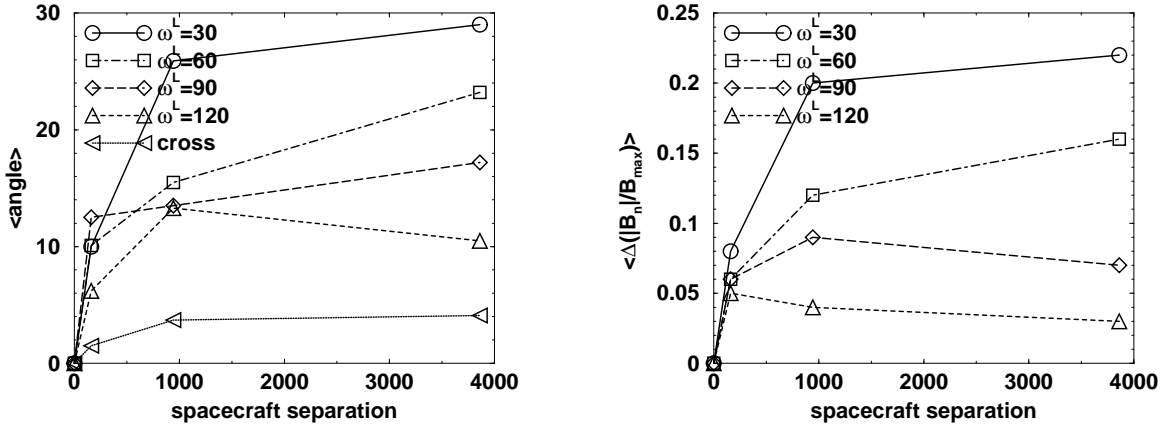 30
20
10
0
<angle>
ω^L=30
ω^L=60
ω^L=90
ω^L=120
cross
0 1000 2000 3000 4000
spacecraft separation
0.25
0.2
0.15
0.1
0.05
0
<Δ(|B_n|/B_max)>
ω^L=30
ω^L=60
ω^L=90
ω^L=120
0 1000 2000 3000 4000
spacecraft separation